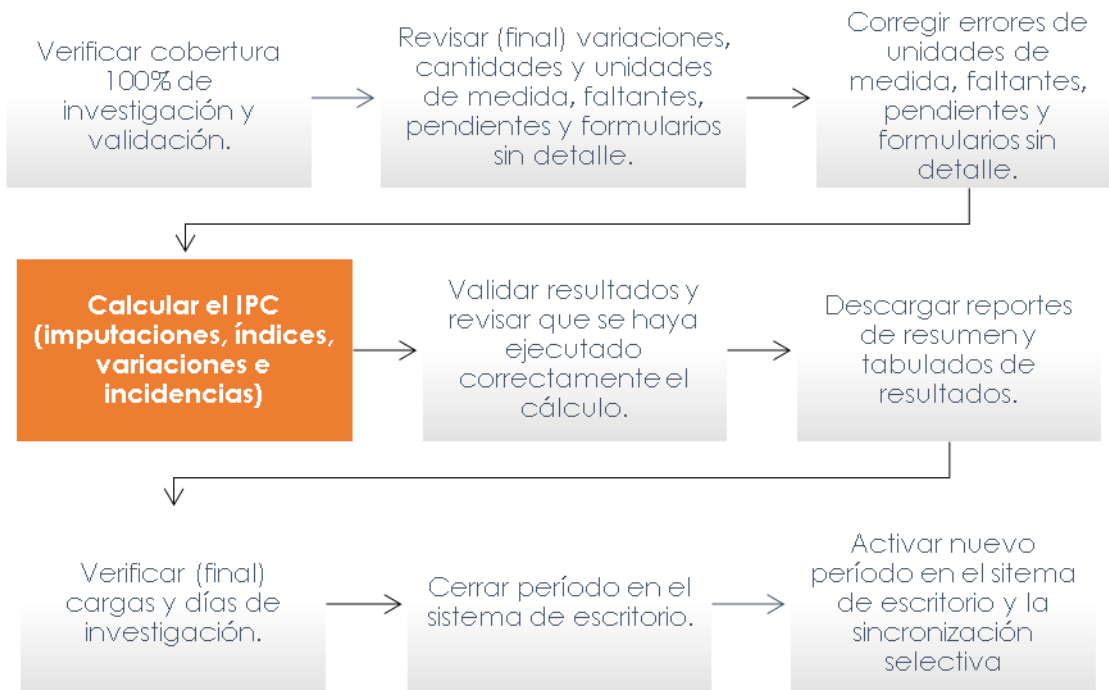 Verificar cobertura
100% de
investigación y
validación.
Revisar (final) variaciones,
cantidades y unidades
de medida, faltantes,
pendientes y formularios
sin detalle.
Corregir errores de
unidades de
medida, faltantes,
pendientes y
formularios sin
detalle.
Calcular el IPC
(imputaciones, índices,
variaciones e
incidencias)
Validar resultados y
revisar que se haya
ejecutado
correctamente el
cálculo.
Descargar reportes
de resumen y
tabulados de
resultados.
Verificar (final)
cargas y días de
investigación.
Cerrar período en el
sistema de escritorio.
Activar nuevo
período en el sitema
de escritorio y la
sincronización
selectiva